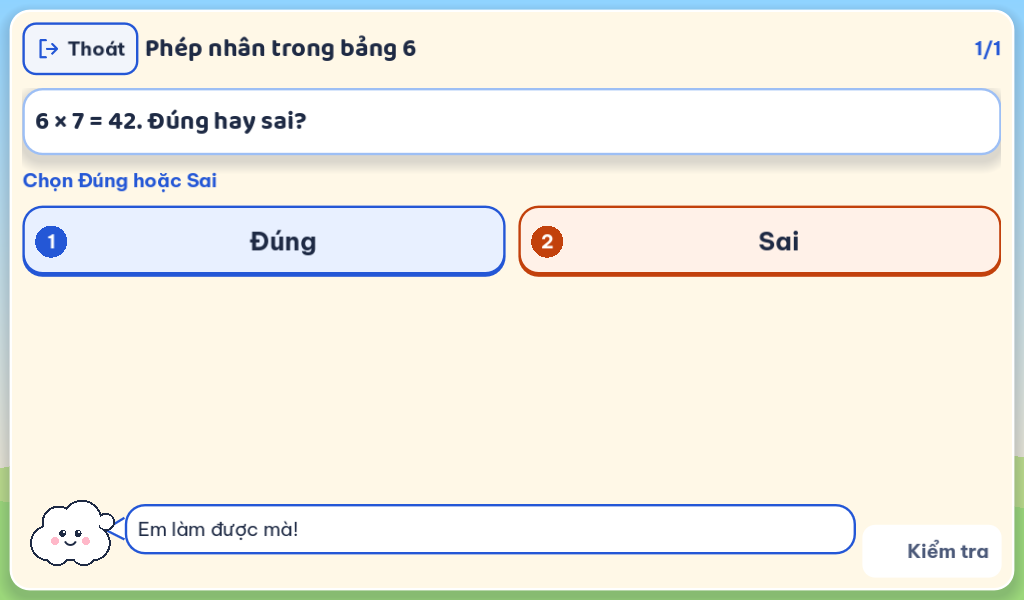 Thoát
Phép nhân trong bảng 6
1/1
6 × 7 = 42. Đúng hay sai?
Chọn Đúng hoặc Sai
1 Đúng
2 Sai
Em làm được mà!
Kiểm tra